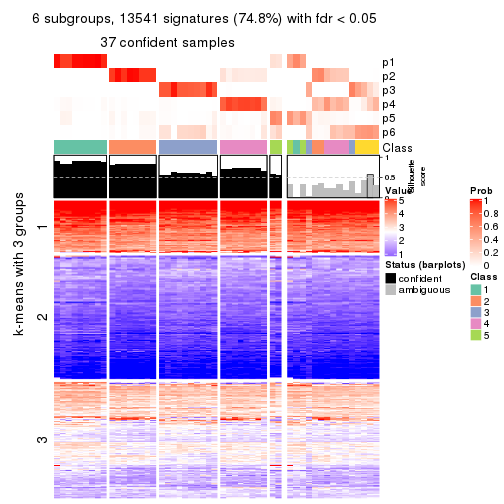 6 subgroups, 13541 signatures (74.8%) with fdr < 0.05
37 confident samples
p1
p2
p3
p4
p5
p6
Class
1
0.5
0
Silhouette
score
k-means with 3 groups
1
2
3
Value
5
4
3
2
1
Status (barplots)
confident
ambiguous
Prob
1
0.8
0.6
0.4
0.2
0
Class
1
2
3
4
5